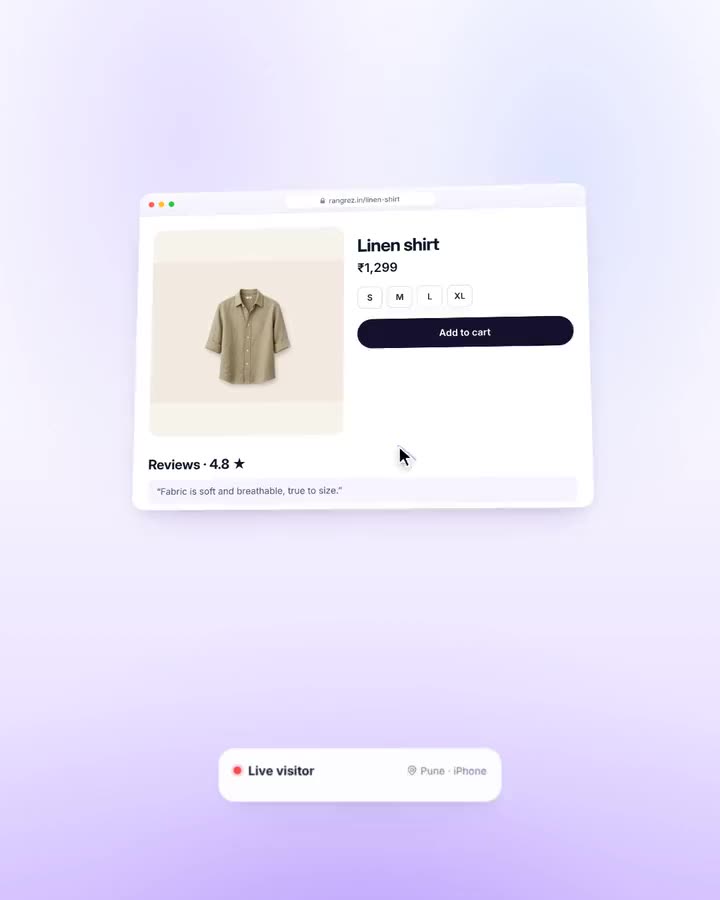 rangrez.in/linen-shirt
Linen shirt
₹1,299
S M L XL
Add to cart
Reviews · 4.8 ★
“Fabric is soft and breathable, true to size.”
Live visitor
Pune · iPhone